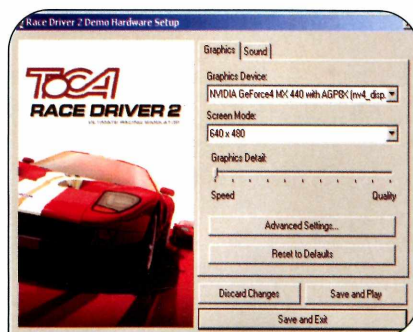 Race Driver 2 Demo Hardware Setup
TOCA
RACE DRIVER 2
Graphics
Sound
Graphics Device:
NVIDIA GeForce4 MX 440 with AGP8X (nv4_disp.
Screen Mode:
640 x 480
Graphics Detail:
Speed
Quality
Advanced Settings...
Reset to Defaults
Discard Changes
Save and Play
Save and Exit